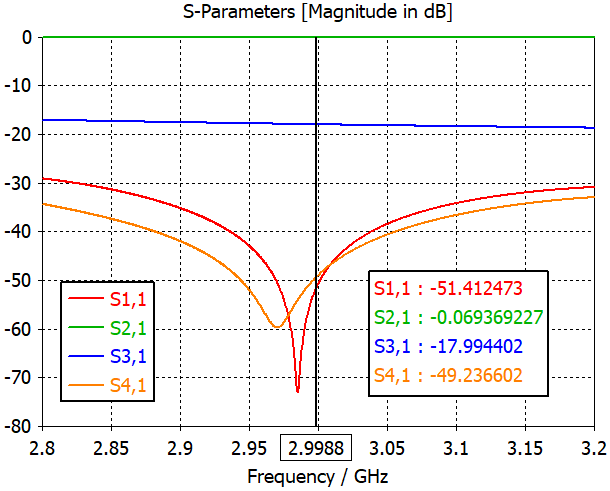 S-Parameters [Magnitude in dB]
0
-10
-20
-30
-40
-50
-60
-70
-80
S1,1
S2,1
S3,1
S4,1
S1,1 : -51.412473
S2,1 : -0.069369227
S3,1 : -17.994402
S4,1 : -49.236602
2.8 2.85 2.9 2.95 2.9988 3.05 3.1 3.15 3.2
Frequency / GHz